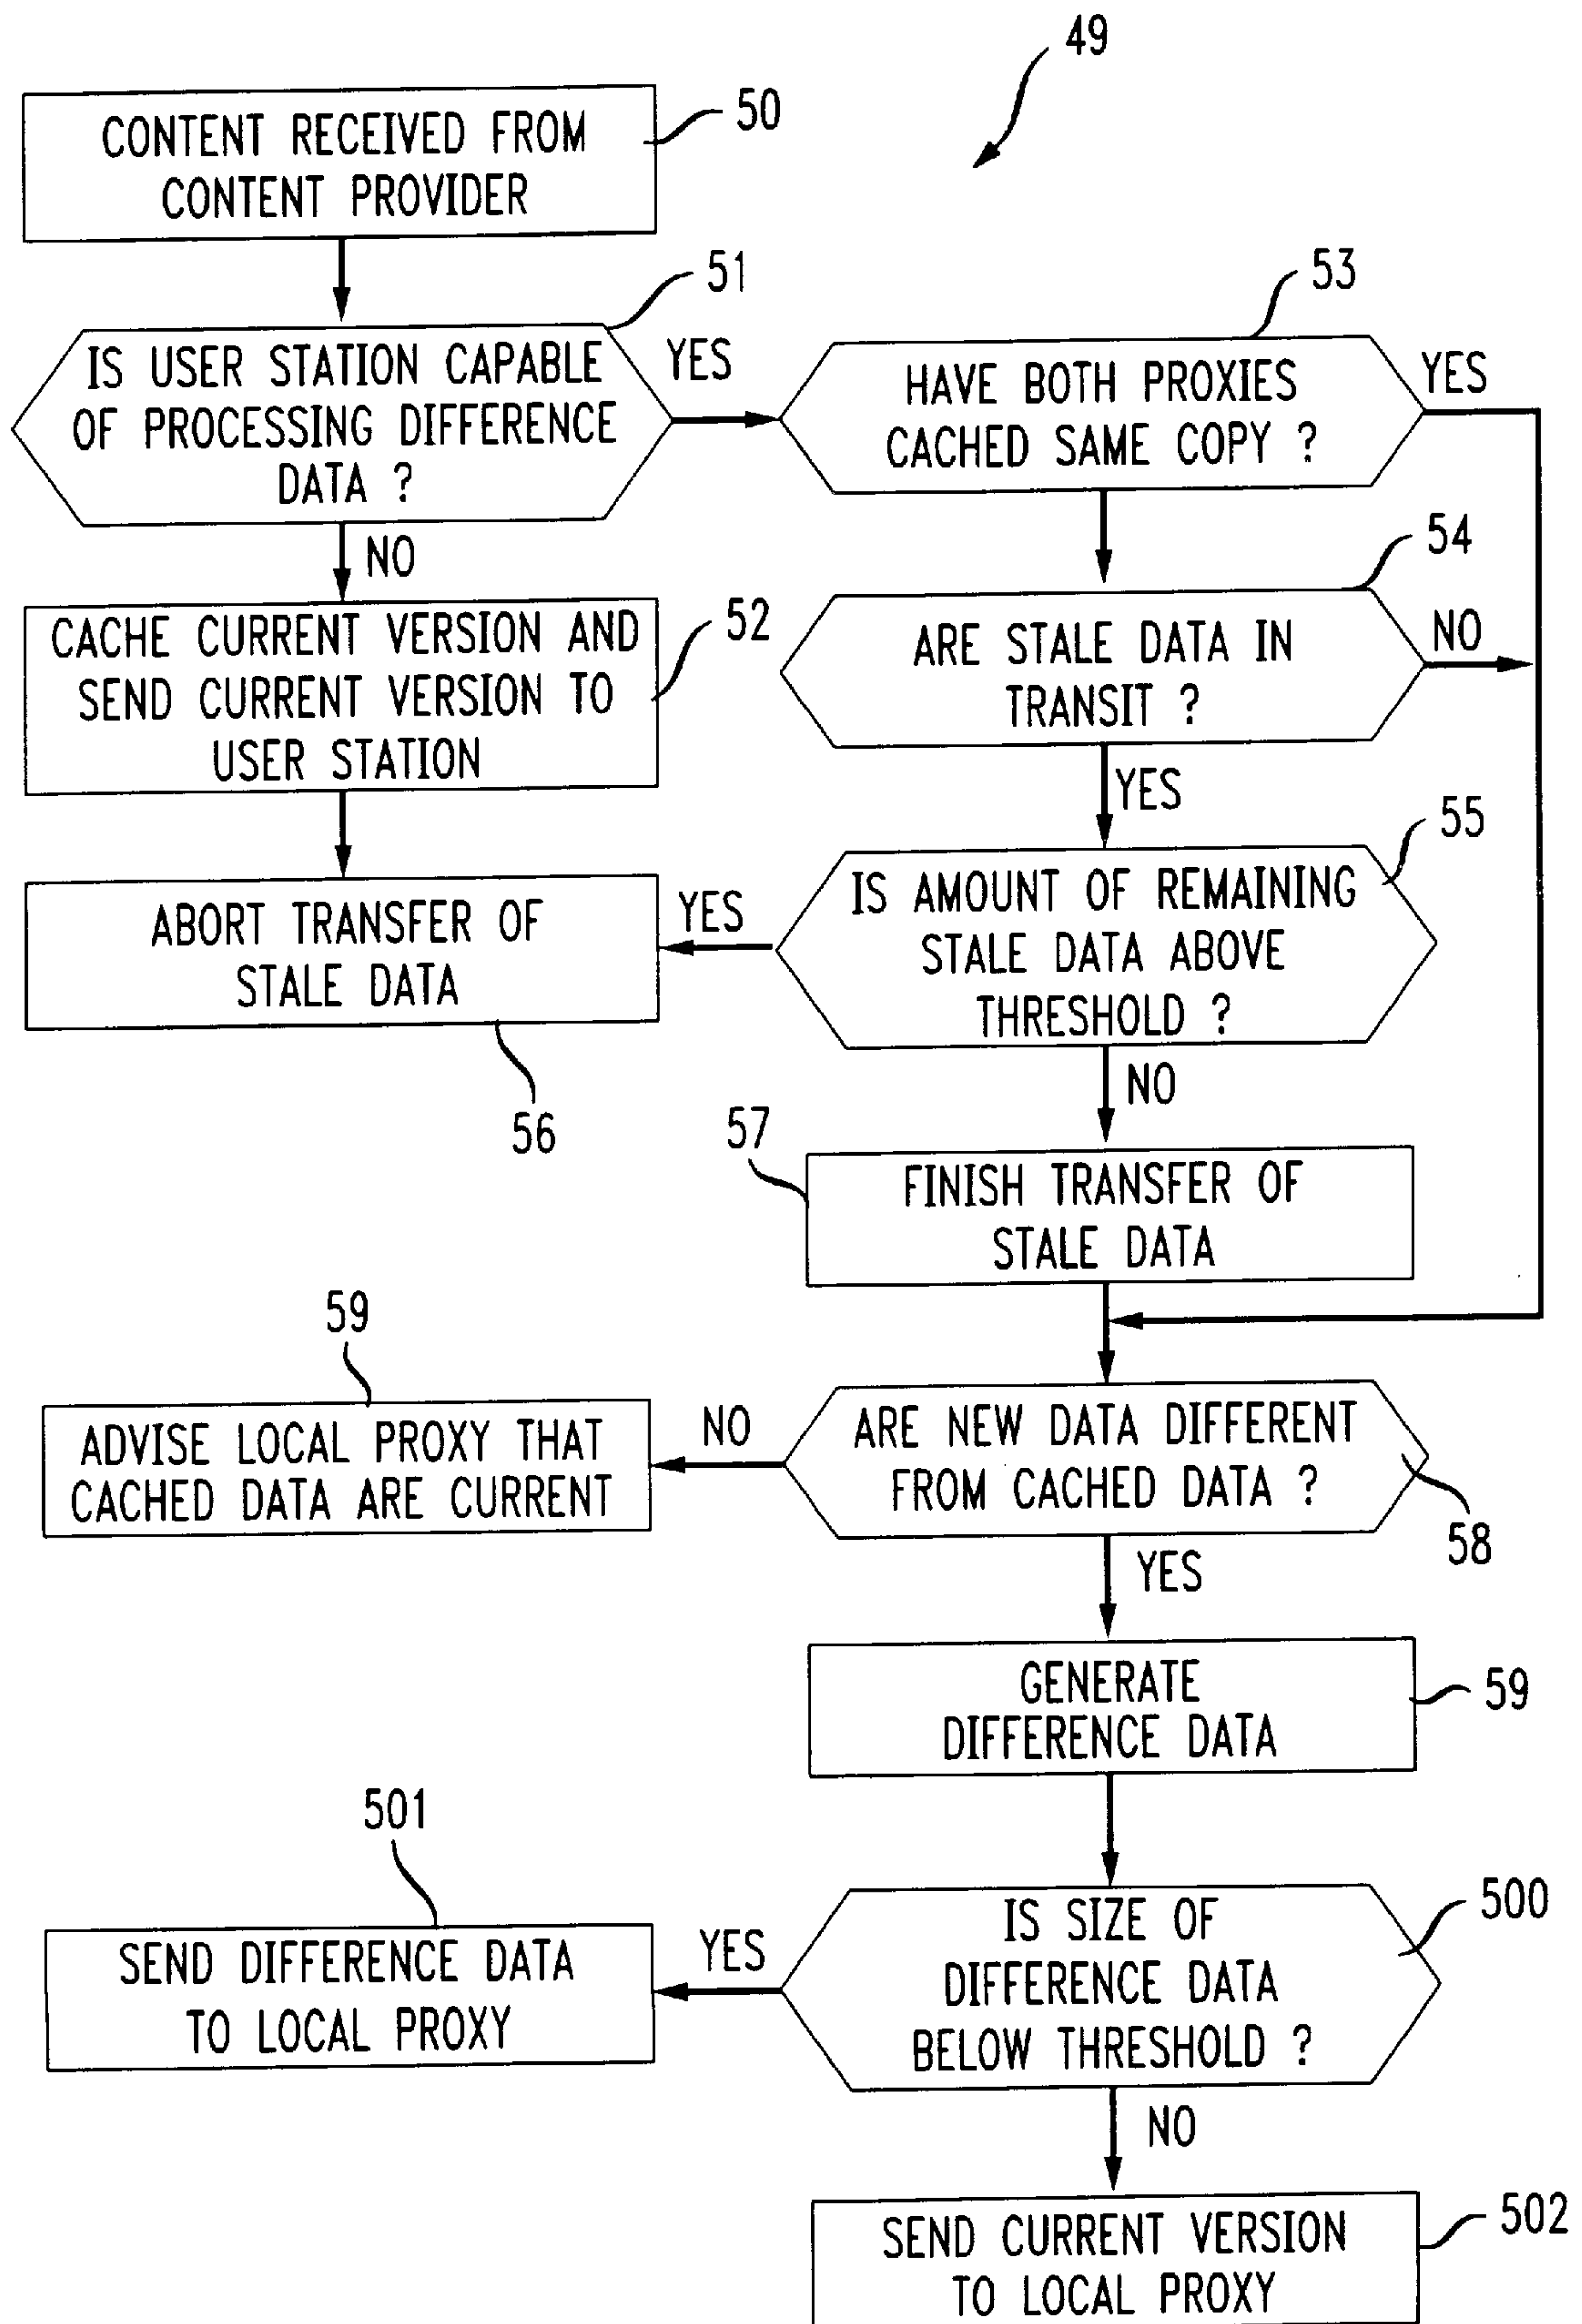 49
50
CONTENT RECEIVED FROM
CONTENT PROVIDER
51
IS USER STATION CAPABLE
OF PROCESSING DIFFERENCE
DATA ?
YES
NO
53
HAVE BOTH PROXIES
CACHED SAME COPY ?
YES
52
CACHE CURRENT VERSION AND
SEND CURRENT VERSION TO
USER STATION
54
ARE STALE DATA IN
TRANSIT ?
NO
YES
55
IS AMOUNT OF REMAINING
STALE DATA ABOVE
THRESHOLD ?
YES
NO
ABORT TRANSFER OF
STALE DATA
56
57
FINISH TRANSFER OF
STALE DATA
59
ADVISE LOCAL PROXY THAT
CACHED DATA ARE CURRENT
NO
ARE NEW DATA DIFFERENT
FROM CACHED DATA ?
58
YES
GENERATE
DIFFERENCE DATA
59
501
SEND DIFFERENCE DATA
TO LOCAL PROXY
YES
IS SIZE OF
DIFFERENCE DATA
BELOW THRESHOLD ?
500
NO
SEND CURRENT VERSION
TO LOCAL PROXY
502